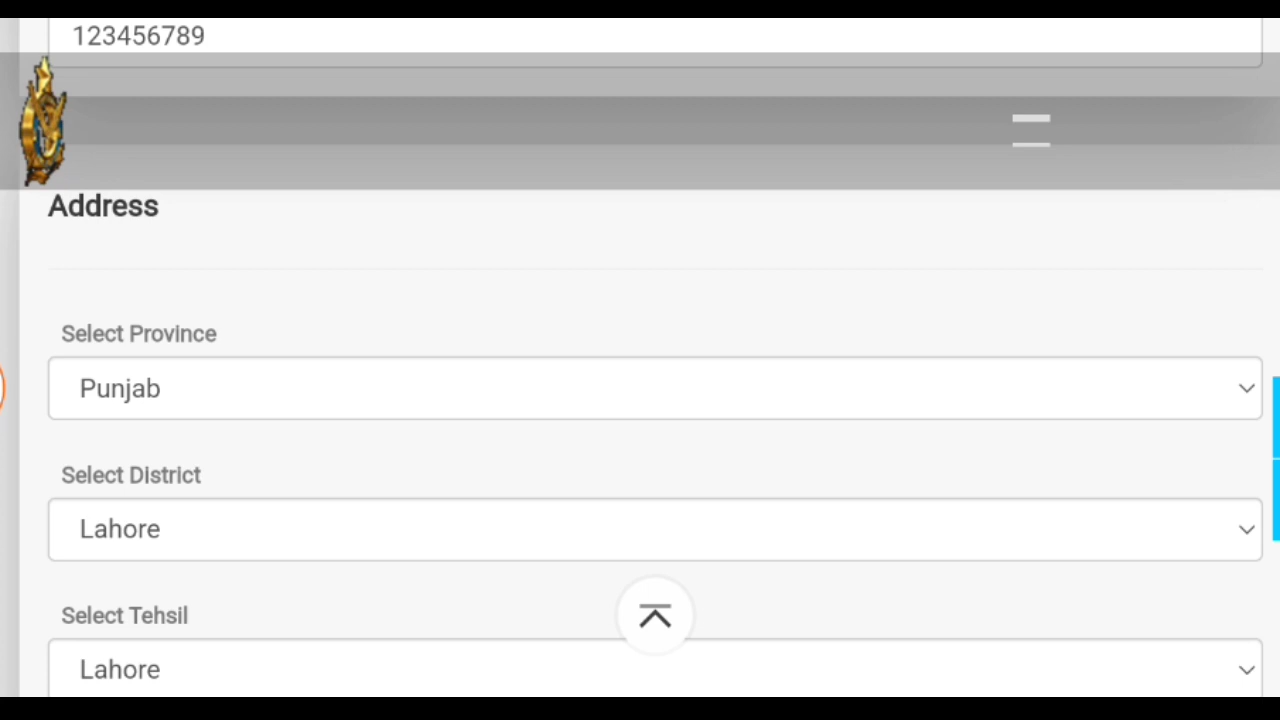 123456789
Address
Select Province
Punjab
Select District
Lahore
Select Tehsil
Lahore